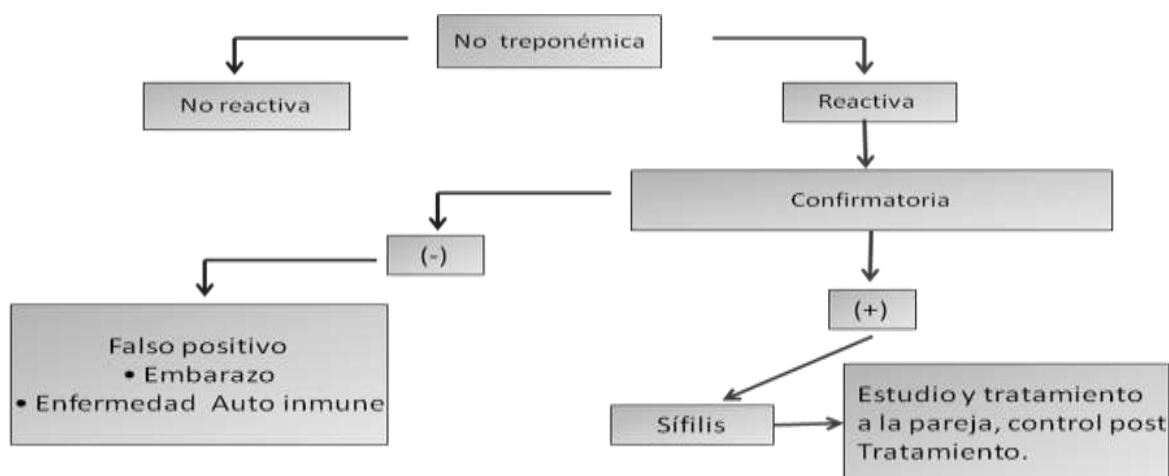 No treponémica
No reactiva
Reactiva
Confirmatoria
(-)
(+)
Falso positivo
• Embarazo
• Enfermedad Auto inmune
Sífilis
Estudio y tratamiento
a la pareja, control post
Tratamiento.